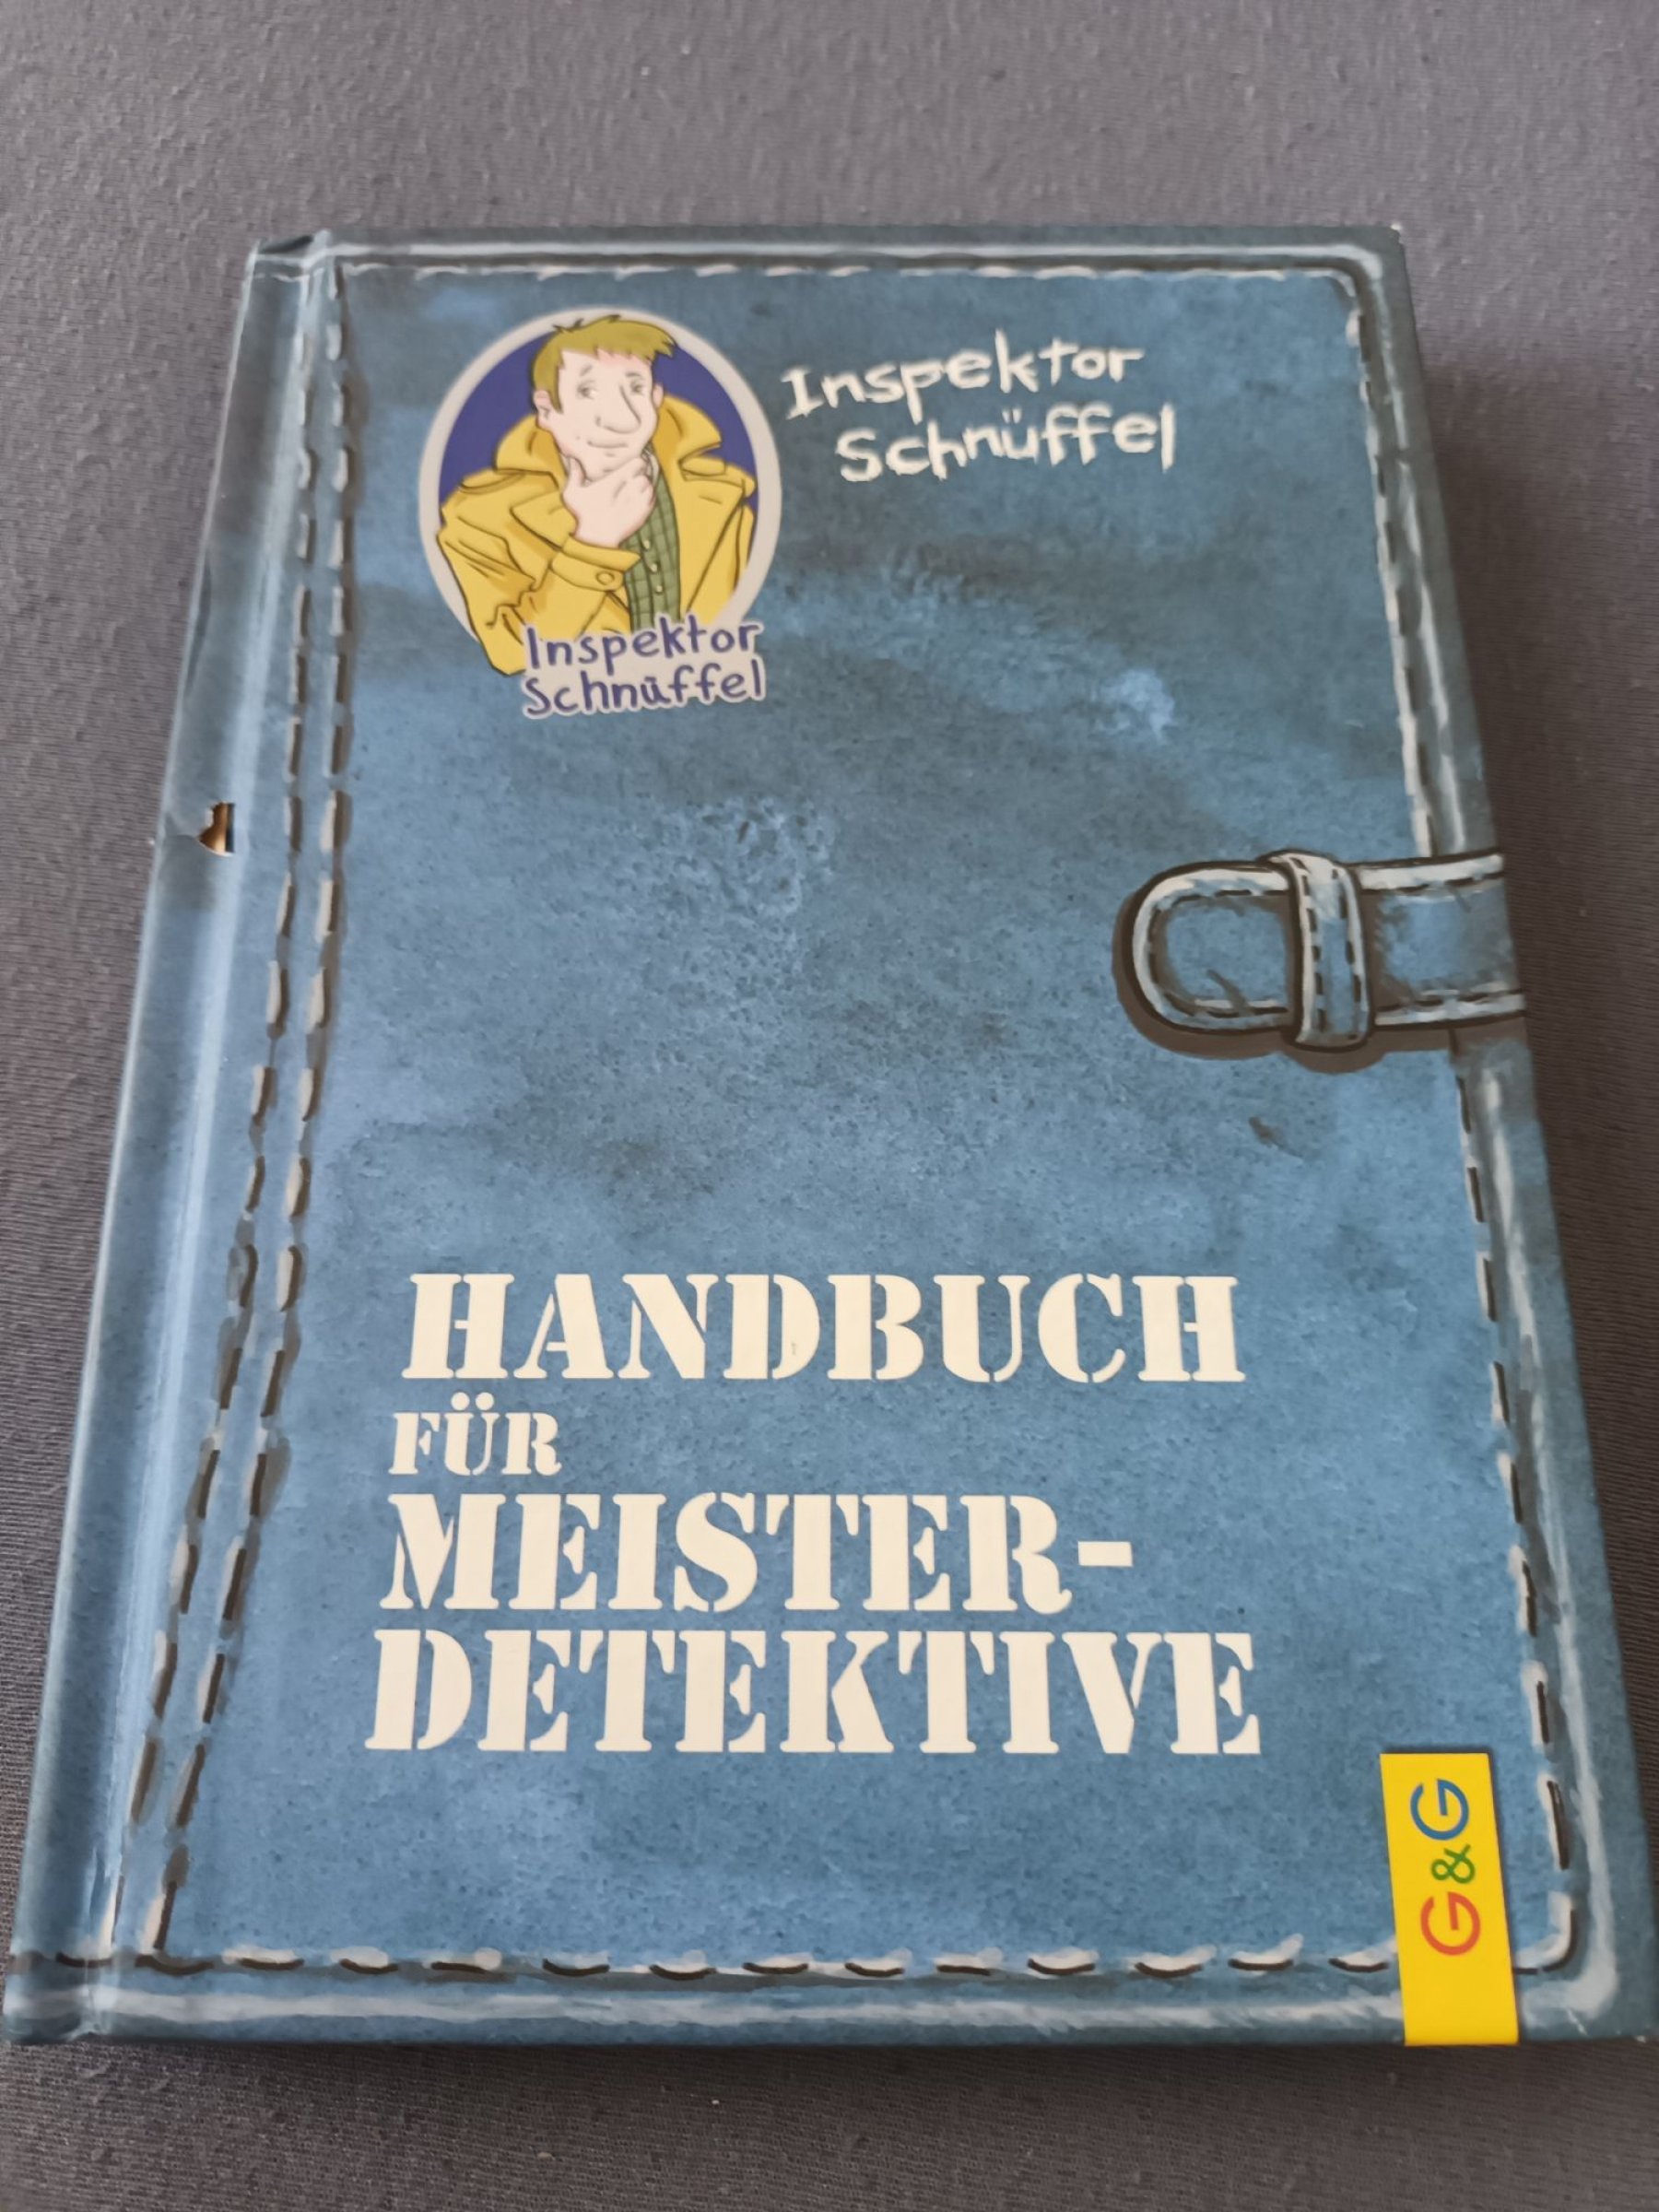 Inspektor
Schnüffel
Inspektor
Schnüffel
HANDBUCH
FÜR
MEISTER-
DETEKTIVE
G&G